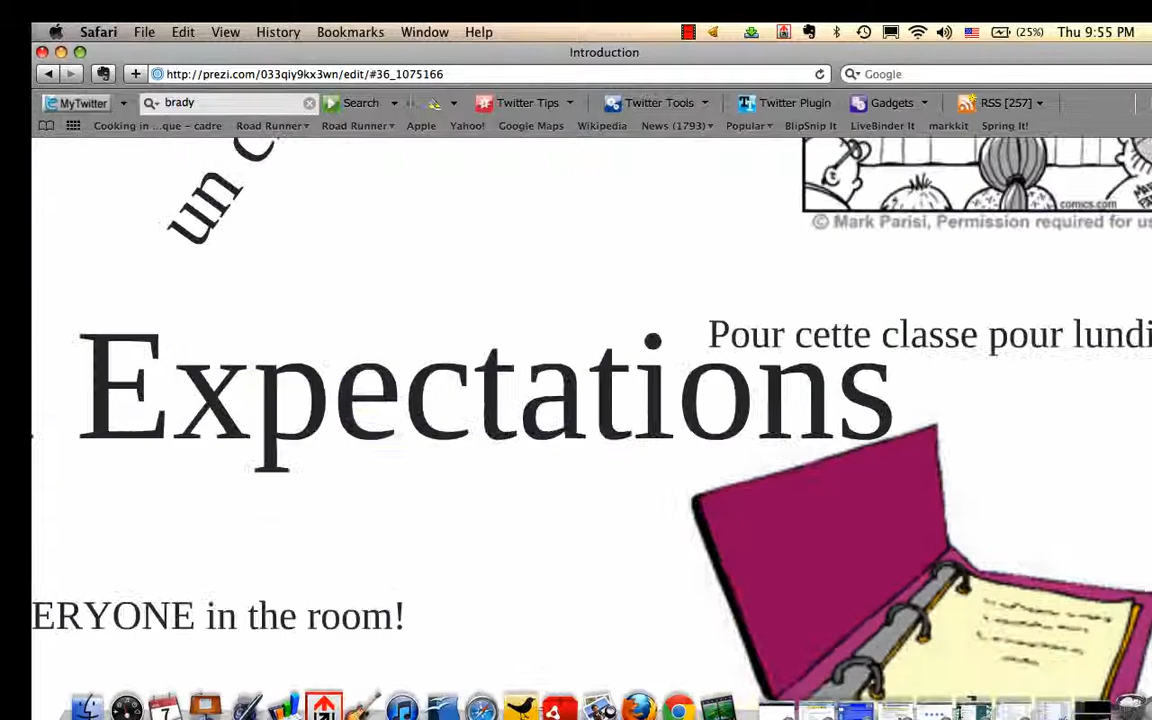 Safari File Edit View History Bookmarks Window Help (25%) Thu 9:55 PM
Introduction
http://prezi.com/033qiy9kx3wn/edit/#36_1075166 Google
MyTwitter brady Search Twitter Tips Twitter Tools Twitter Plugin Gadgets RSS [257]
Cooking in ...que - cadre Road Runner Road Runner Apple Yahoo! Google Maps Wikipedia News (1793) Popular BlipSnip It LiveBinder It markkit Spring It!
un
comics.com
© Mark Parisi, Permission required for us
Pour cette classe pour lundi
Expectations
ERYONE in the room!
7